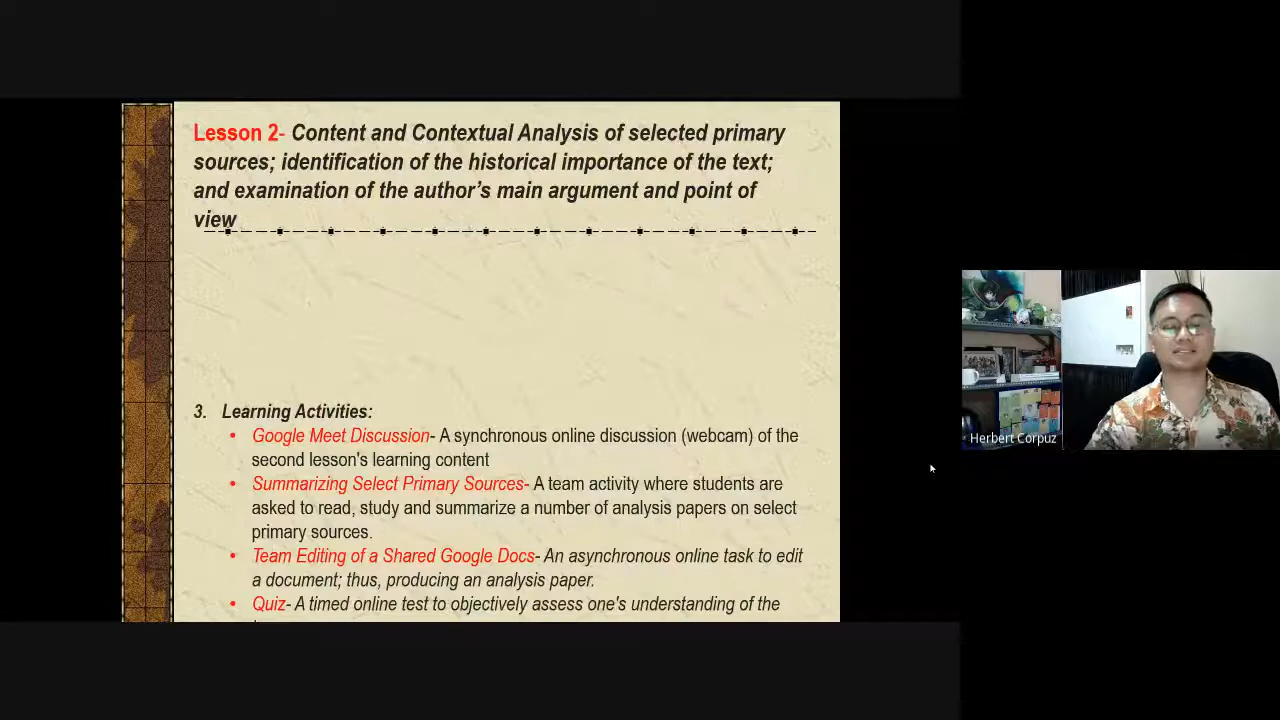 Lesson 2- Content and Contextual Analysis of selected primary
sources; identification of the historical importance of the text;
and examination of the author’s main argument and point of
view
3. Learning Activities:
• Google Meet Discussion- A synchronous online discussion (webcam) of the
second lesson's learning content
• Summarizing Select Primary Sources- A team activity where students are
asked to read, study and summarize a number of analysis papers on select
primary sources.
• Team Editing of a Shared Google Docs- An asynchronous online task to edit
a document; thus, producing an analysis paper.
• Quiz- A timed online test to objectively assess one's understanding of the
Herbert Corpuz